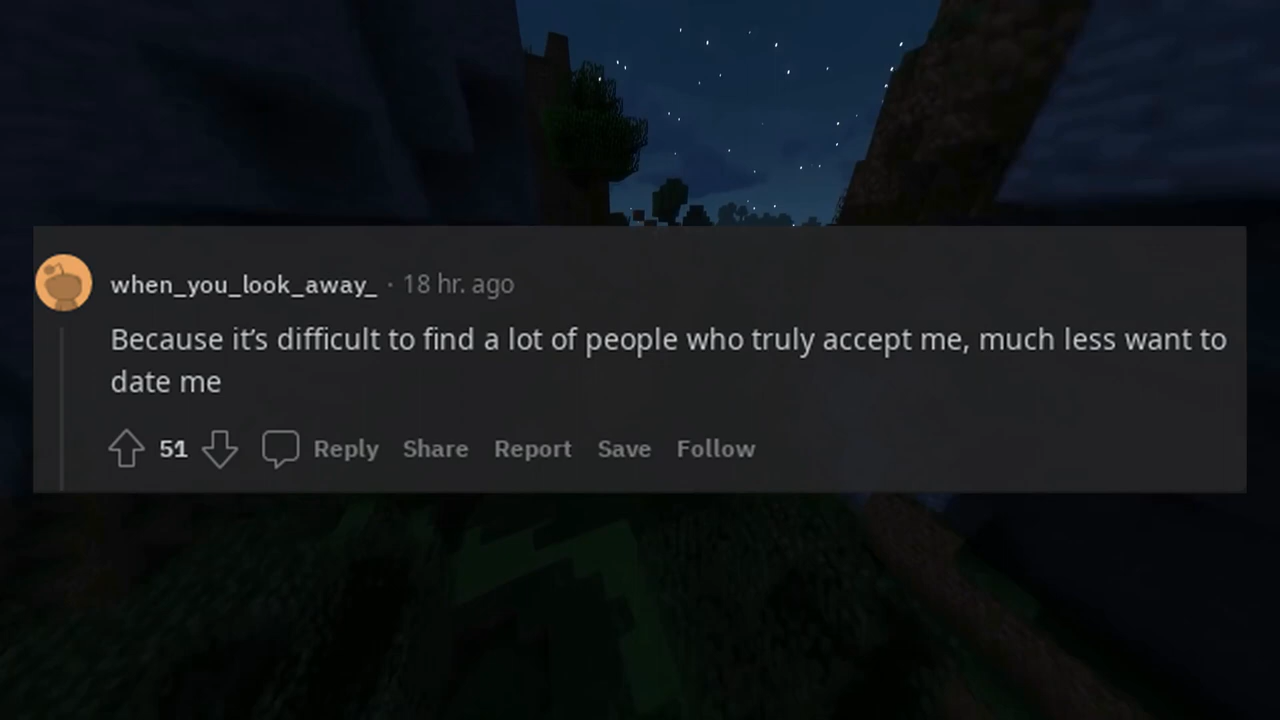 when_you_look_away_ · 18 hr. ago
Because it’s difficult to find a lot of people who truly accept me, much less want to
date me
51 Reply Share Report Save Follow